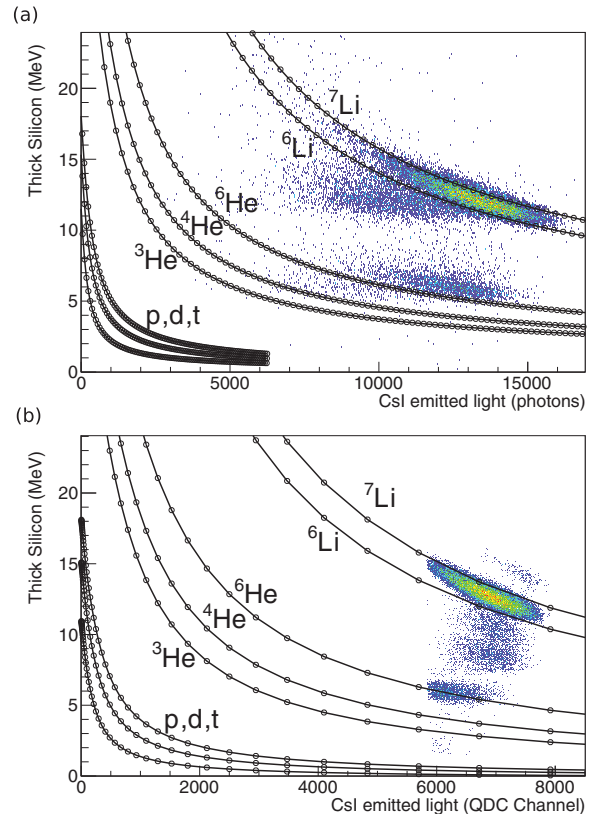 (a)
Thick Silicon (MeV)
20
15
10
5
0
⁷Li
⁶Li
⁶He
⁴He
³He
p,d,t
0 5000 10000 15000
CsI emitted light (photons)
(b)
Thick Silicon (MeV)
20
15
10
5
0
⁷Li
⁶Li
⁶He
⁴He
³He
p,d,t
0 2000 4000 6000 8000
CsI emitted light (QDC Channel)